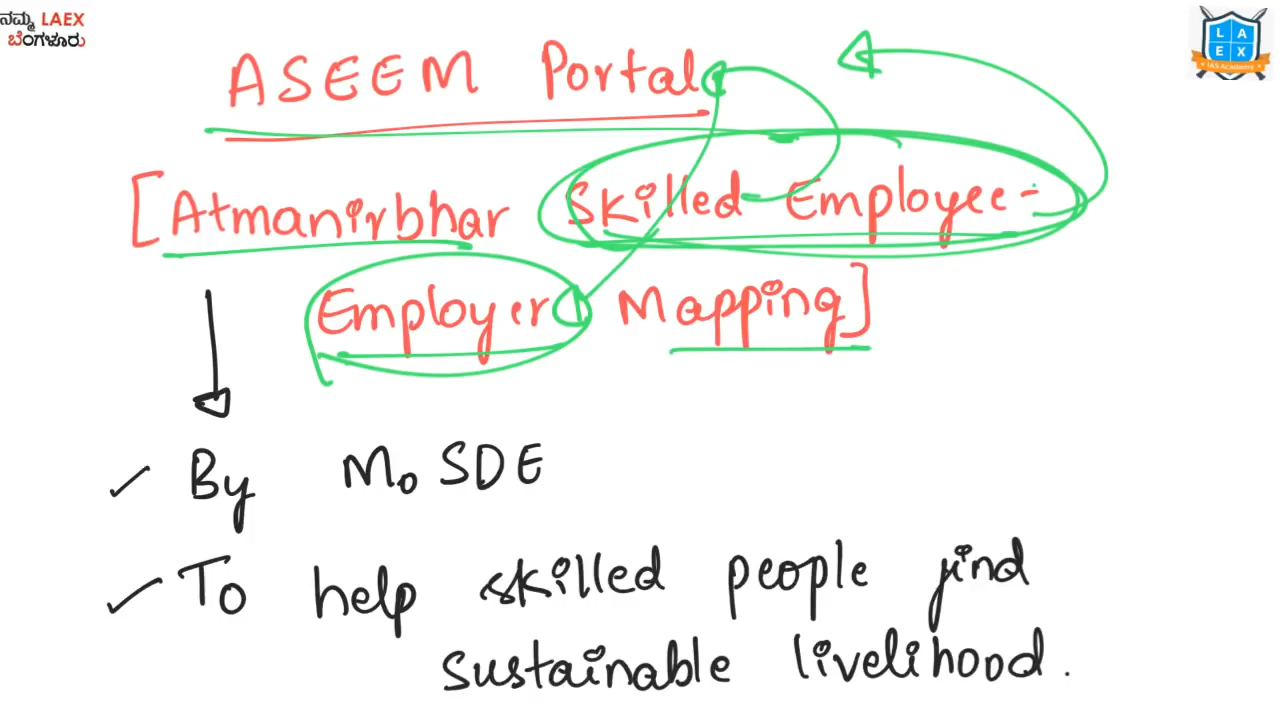 ನಮ್ಮ LAEX
ಬೆಂಗಳೂರು
L A
E X
IAS Academy
ASEEM Portal
[Atmanirbhar Skilled Employee-
Employer Mapping]
By MoSDE
To help skilled people find
sustainable livelihood.